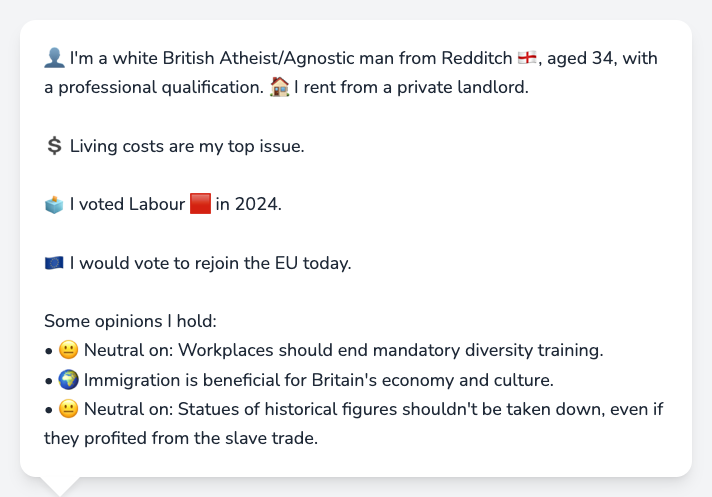 👤 I'm a white British Atheist/Agnostic man from Redditch 🏴󠁧󠁢󠁥󠁮󠁧󠁿, aged 34, with
a professional qualification. 🏠 I rent from a private landlord.
💲 Living costs are my top issue.
🗳️ I voted Labour 🟥 in 2024.
🇪🇺 I would vote to rejoin the EU today.
Some opinions I hold:
• 😐 Neutral on: Workplaces should end mandatory diversity training.
• 🌍 Immigration is beneficial for Britain's economy and culture.
• 😐 Neutral on: Statues of historical figures shouldn't be taken down, even if
they profited from the slave trade.